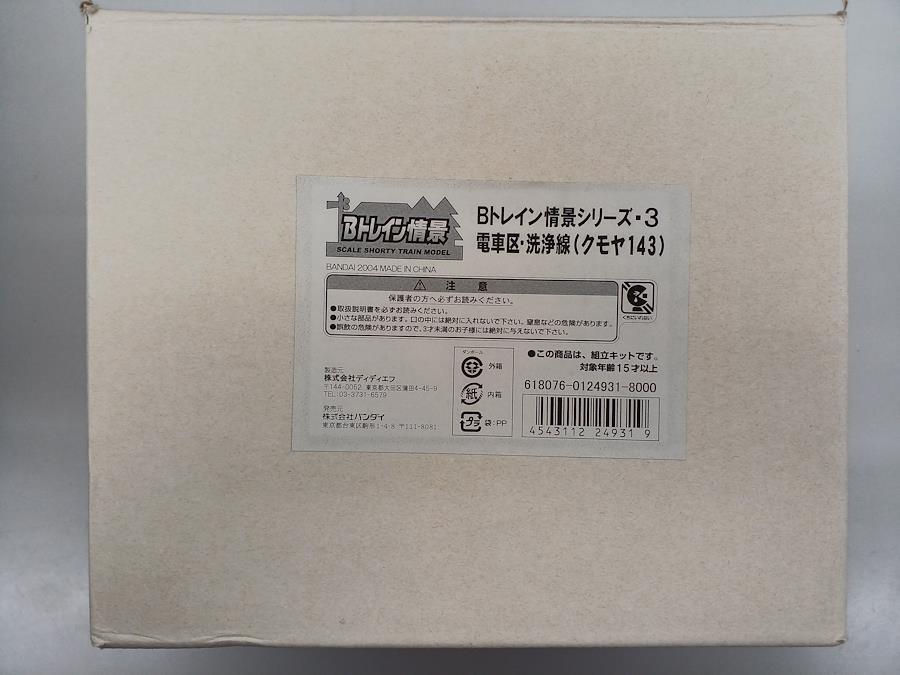 Bトレイン情景
SCALE SHORTY TRAIN MODEL
Bトレイン情景シリーズ・3
電車区・洗浄線(クモヤ143)
BANDAI 2004 MADE IN CHINA
⚠ 注意
保護者の方へ必ずお読みください。
●取扱説明書を必ずお読みください。
●小さな部品があります。口の中には絶対に入れないで下さい。窒息などの危険があります。
●誤飲の危険がありますので、3才未満のお子様には絶対に与えないで下さい。
くちにいれない
製造元
株式会社ディディエフ
〒144-0052 東京都大田区蒲田4-45-9
TEL:03-3731-6579
発売元
株式会社バンダイ
東京都台東区駒形1-4-8 〒111-8081
ダンボール
外箱
紙 内箱
プラ 袋:PP
●この商品は、組立キットです。
対象年齢15才以上
618076-0124931-8000
4543112 24931 9